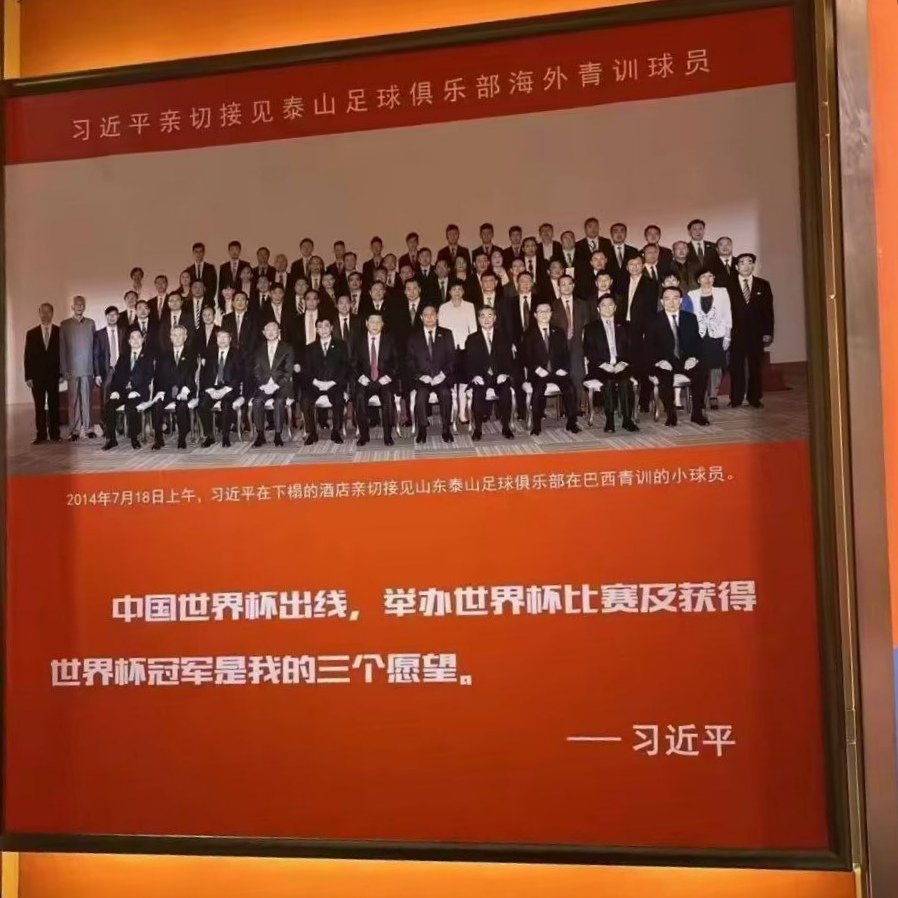 习近平亲切接见泰山足球俱乐部海外青训球员
2014年7月18日上午，习近平在下榻的酒店亲切接见山东泰山足球俱乐部在巴西青训的小球员。
中国世界杯出线，举办世界杯比赛及获得
世界杯冠军是我的三个愿望。
——习近平